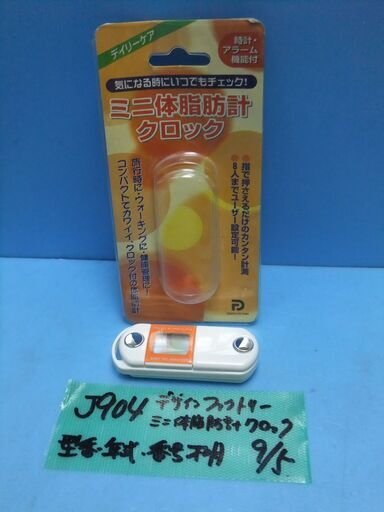 デイリーケア
時計・
アラーム
機能付
気になる時にいつでもチェック!
ミニ体脂肪計
クロック
●指で押さえるだけのカンタン計測
●8人までユーザー設定可能!
旅行時に・ウォーキングに・健康管理に!
コンパクトでカワイイ、クロック付の体脂肪計
J904 デザインファクトリー
ミニ体脂肪計クロック
型番・年式・番号不明 9/5